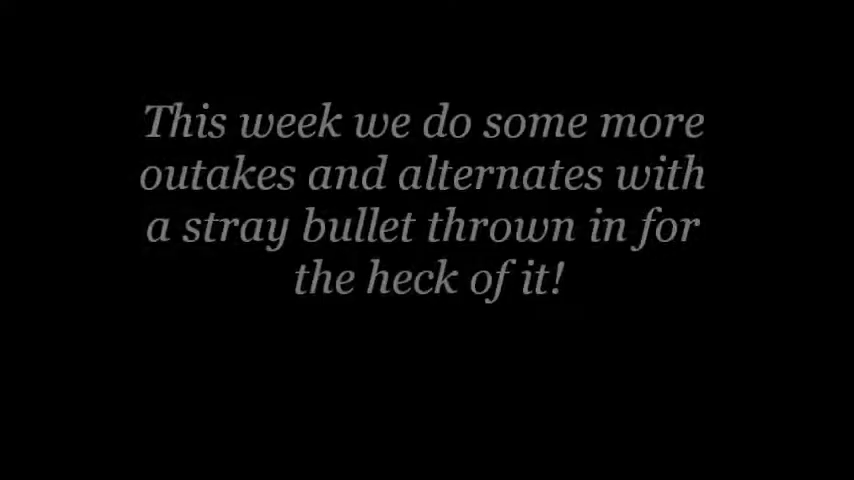 This week we do some more
outakes and alternates with
a stray bullet thrown in for
the heck of it!